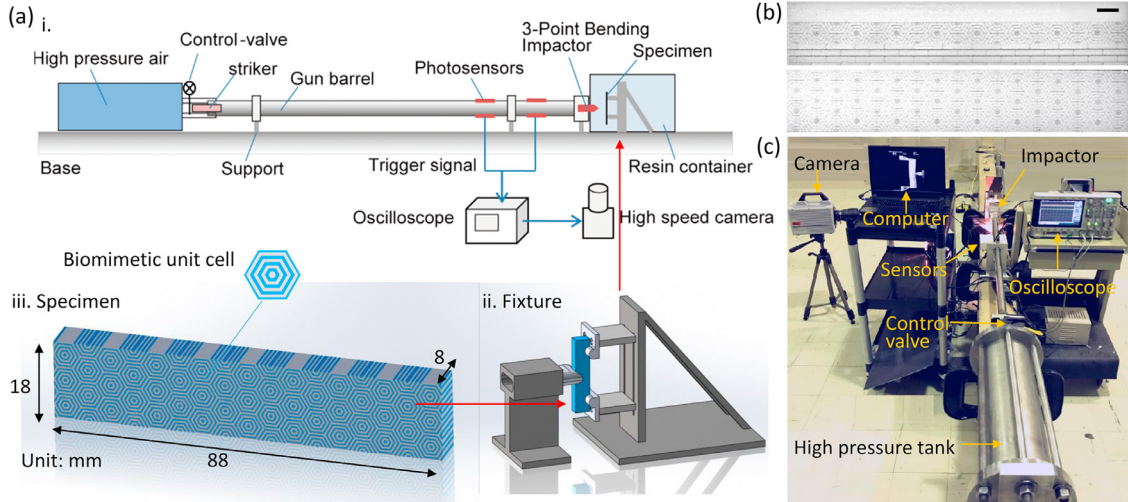 (a) i.
Control-valve
High pressure air
striker
Gun barrel
Photosensors
3-Point Bending
Impactor
Specimen
Base
Support
Trigger signal
Resin container
Oscilloscope
High speed camera
Biomimetic unit cell
iii. Specimen
ii. Fixture
18
8
88
Unit: mm
(b)
(c)
Camera
Impactor
Computer
Sensors
Oscilloscope
Control
valve
High pressure tank